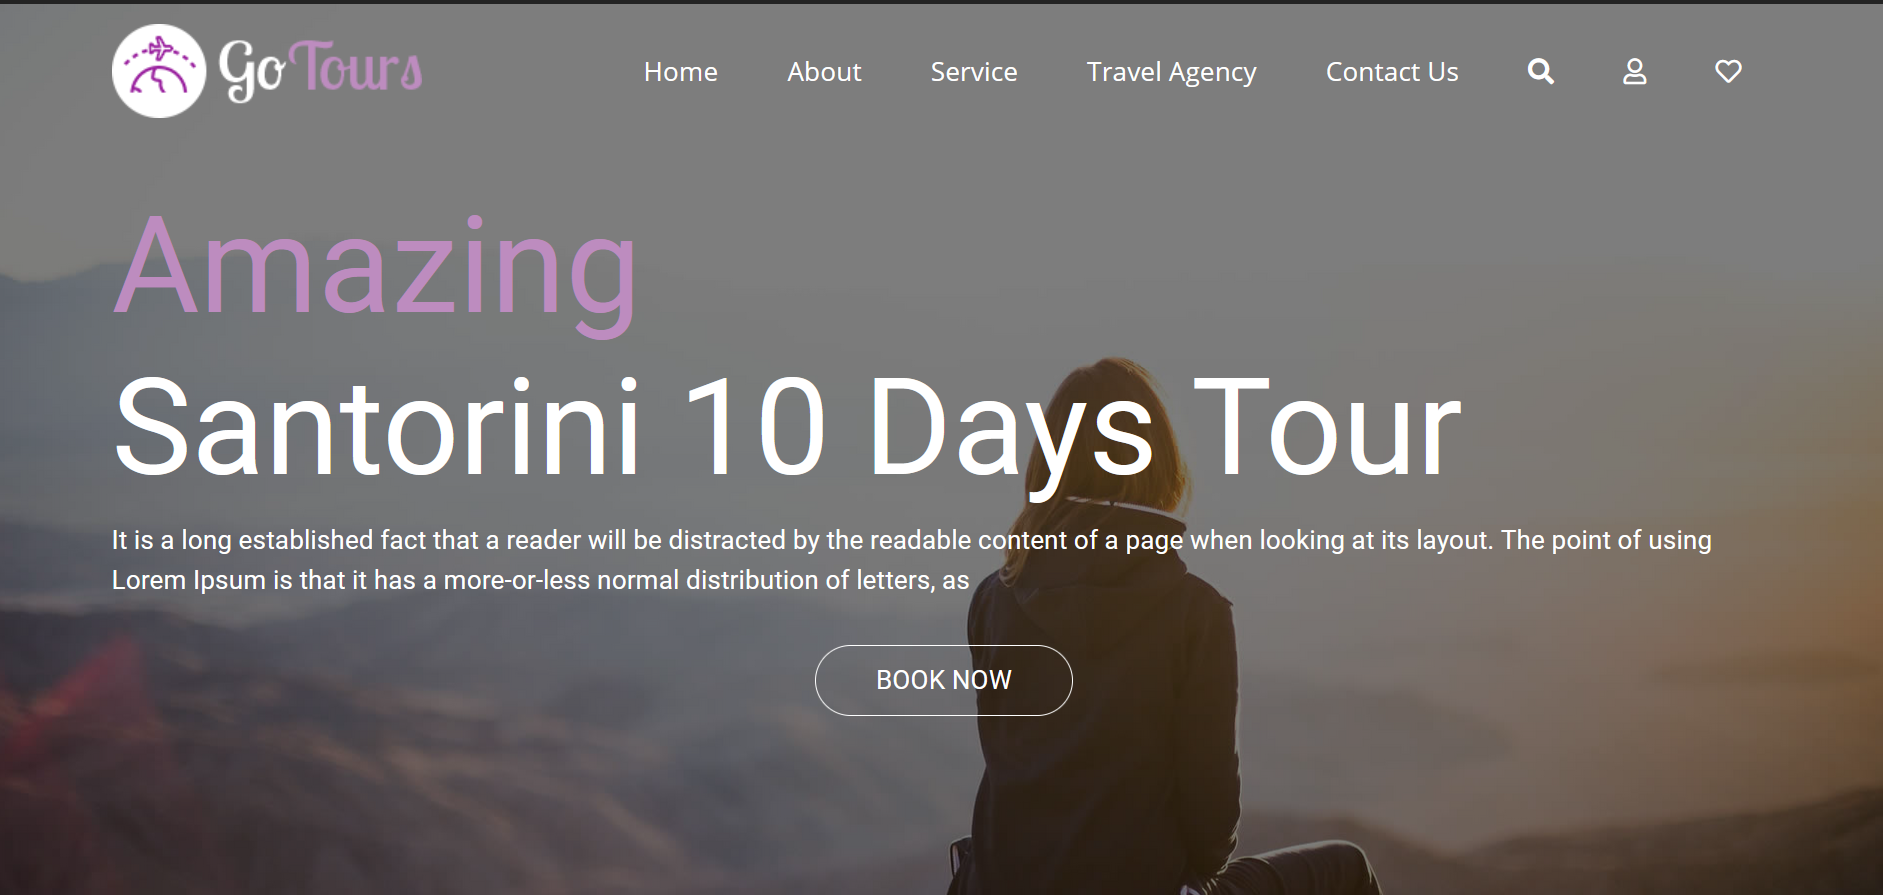 Go Tours
Home About Service Travel Agency Contact Us
Amazing
Santorini 10 Days Tour
It is a long established fact that a reader will be distracted by the readable content of a page when looking at its layout. The point of using
Lorem Ipsum is that it has a more-or-less normal distribution of letters, as
BOOK NOW